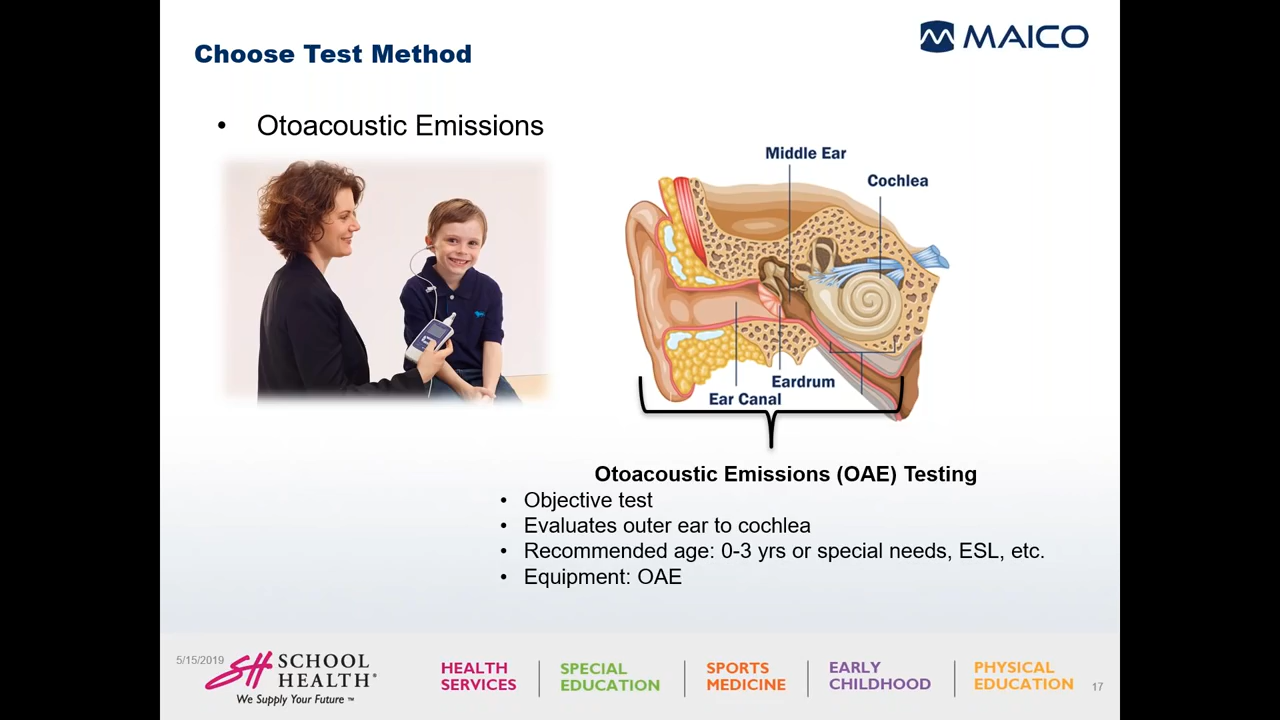 Choose Test Method
MAICO
• Otoacoustic Emissions
Middle Ear
Cochlea
Eardrum
Ear Canal
Otoacoustic Emissions (OAE) Testing
• Objective test
• Evaluates outer ear to cochlea
• Recommended age: 0-3 yrs or special needs, ESL, etc.
• Equipment: OAE
5/15/2019
SH SCHOOL
HEALTH®
We Supply Your Future™
HEALTH
SERVICES
SPECIAL
EDUCATION
SPORTS
MEDICINE
EARLY
CHILDHOOD
PHYSICAL
EDUCATION
17